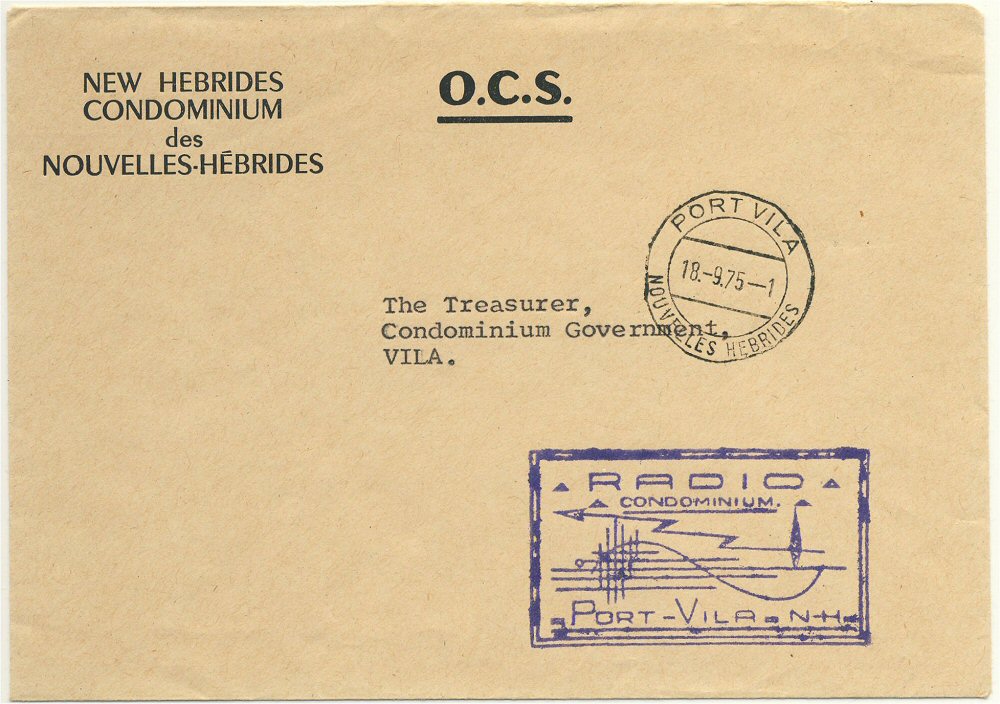 NEW HEBRIDES
CONDOMINIUM
des
NOUVELLES-HÉBRIDES
O.C.S.
PORT VILA
18.-9.75-1
NOUVELLES HEBRIDES
The Treasurer,
Condominium Government,
VILA.
RADIO
CONDOMINIUM.
PORT-VILA N-H